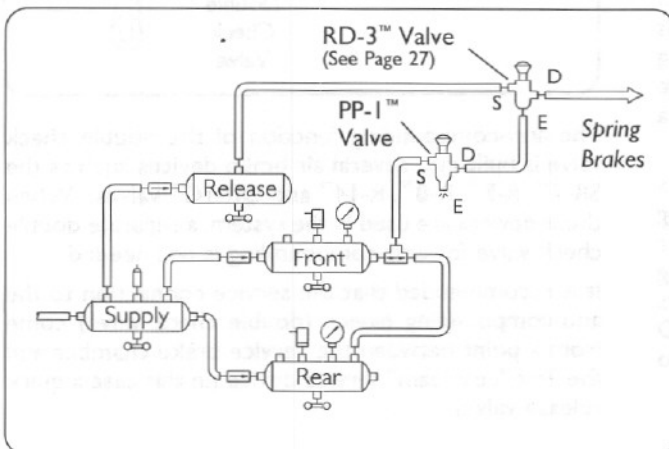 RD-3™ Valve
(See Page 27)
D
S
E
PP-1™
Valve
D
S
E
Spring
Brakes
Release
Front
Supply
Rear